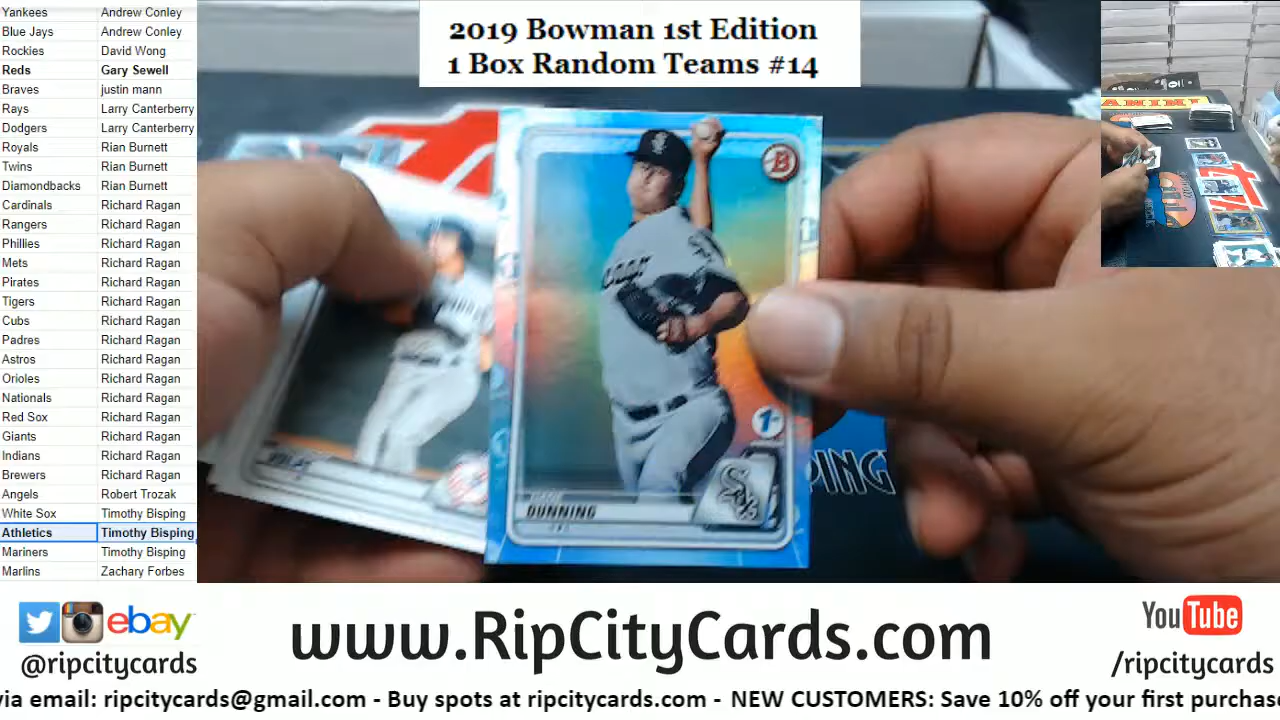 2019 Bowman 1st Edition
1 Box Random Teams #14
Yankees Andrew Conley
Blue Jays Andrew Conley
Rockies David Wong
Reds Gary Sewell
Braves justin mann
Rays Larry Canterberry
Dodgers Larry Canterberry
Royals Rian Burnett
Twins Rian Burnett
Diamondbacks Rian Burnett
Cardinals Richard Ragan
Rangers Richard Ragan
Phillies Richard Ragan
Mets Richard Ragan
Pirates Richard Ragan
Tigers Richard Ragan
Cubs Richard Ragan
Padres Richard Ragan
Astros Richard Ragan
Orioles Richard Ragan
Nationals Richard Ragan
Red Sox Richard Ragan
Giants Richard Ragan
Indians Richard Ragan
Brewers Richard Ragan
Angels Robert Trozak
White Sox Timothy Bisping
Athletics Timothy Bisping
Mariners Timothy Bisping
Marlins Zachary Forbes
B
1st
DUNNING
Sox
PING
PANINI
ebay
@ripcitycards
www.RipCityCards.com
YouTube
/ripcitycards
via email: ripcitycards@gmail.com - Buy spots at ripcitycards.com - NEW CUSTOMERS: Save 10% off your first purchase